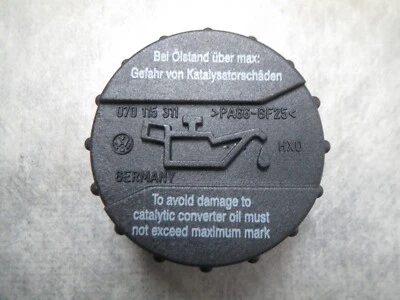 Bei Ölstand über max:
Gefahr von Katalysatorschäden
070 115 311 >PA66-GF25<
HXO
GERMANY
To avoid damage to
catalytic converter oil must
not exceed maximum mark